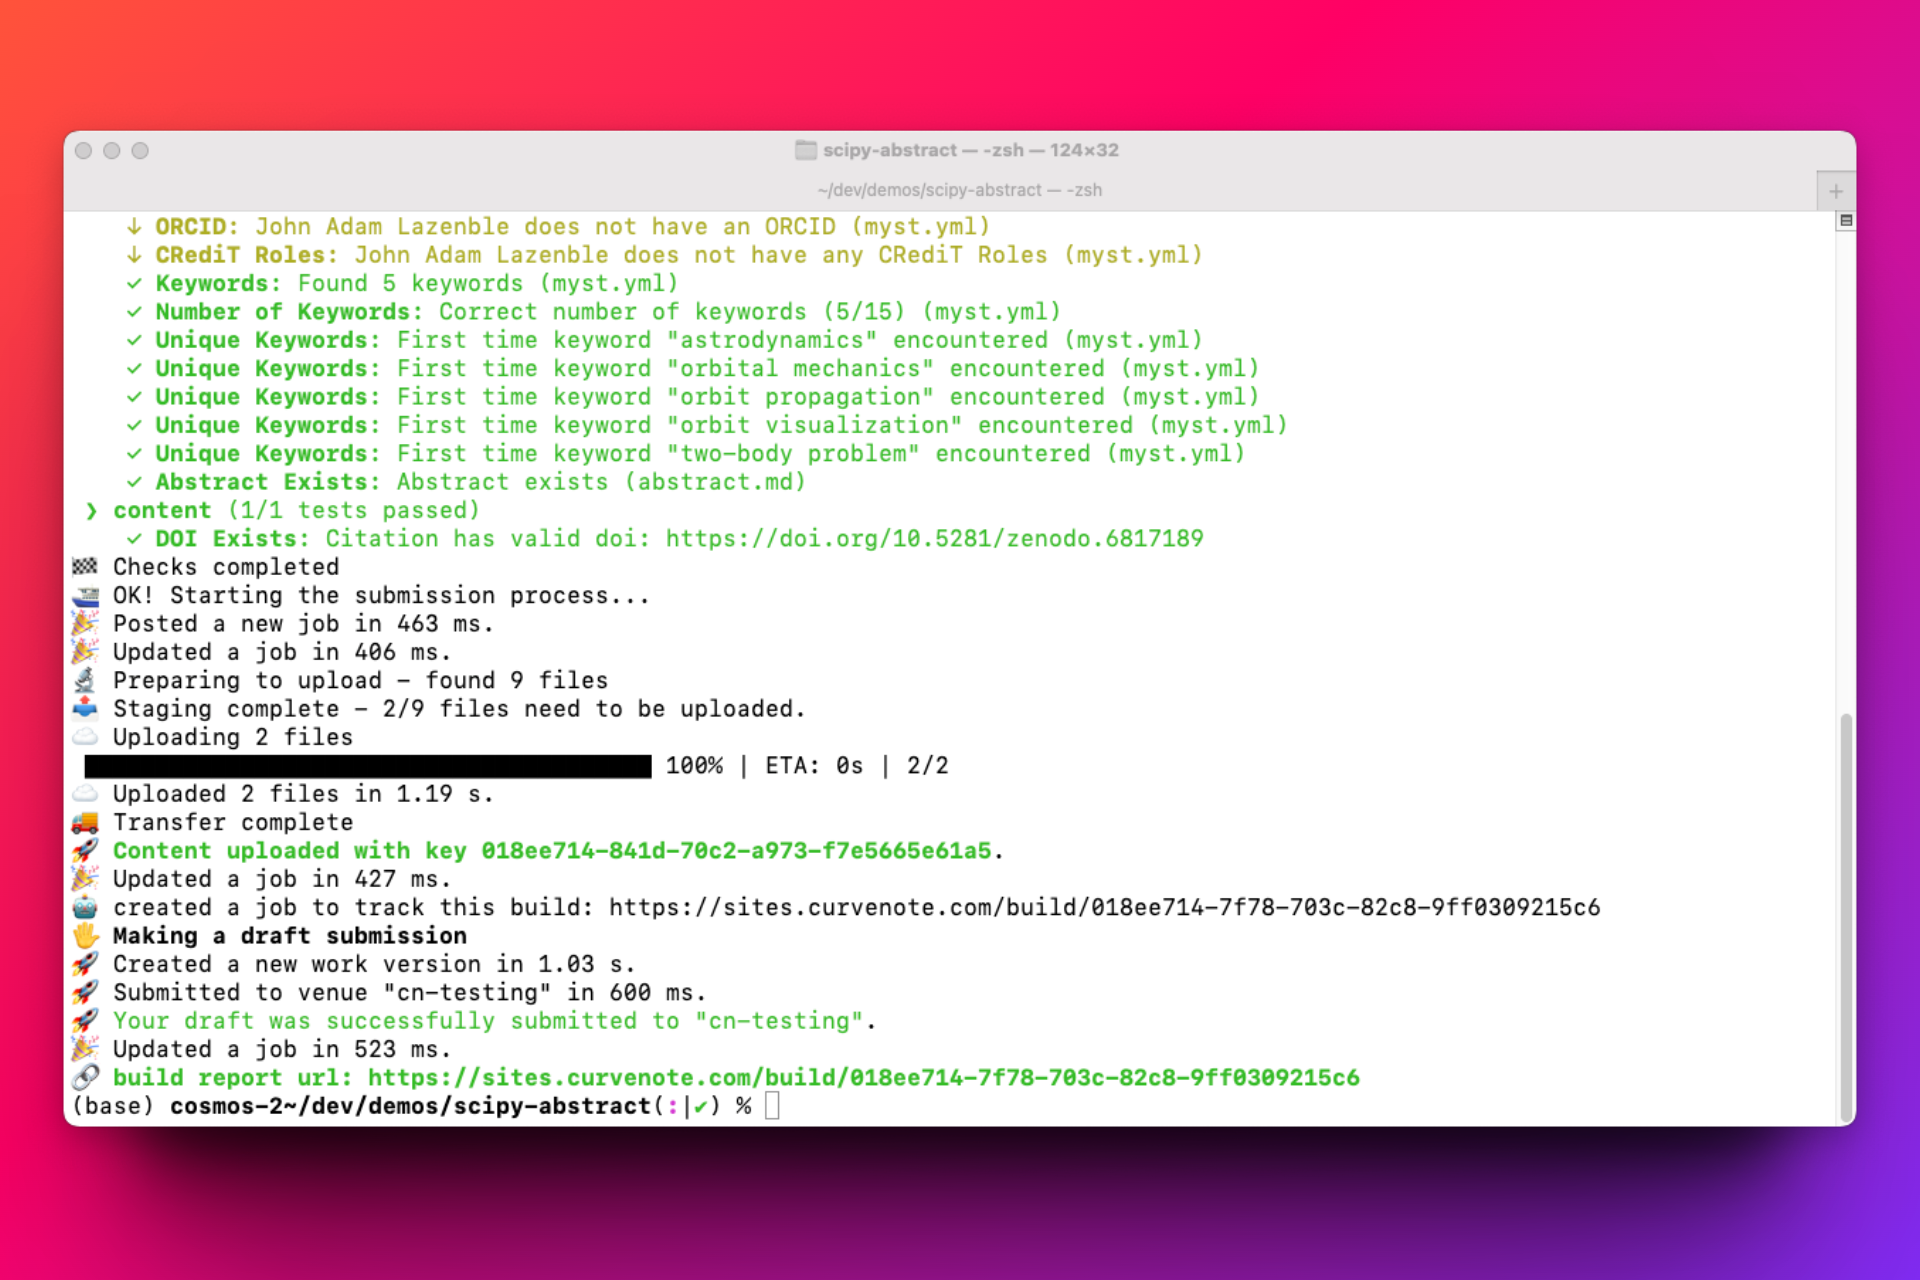 scipy-abstract — -zsh — 124×32
~/dev/demos/scipy-abstract — -zsh
+
↓ ORCID: John Adam Lazenble does not have an ORCID (myst.yml)
↓ CRediT Roles: John Adam Lazenble does not have any CRediT Roles (myst.yml)
✓ Keywords: Found 5 keywords (myst.yml)
✓ Number of Keywords: Correct number of keywords (5/15) (myst.yml)
✓ Unique Keywords: First time keyword "astrodynamics" encountered (myst.yml)
✓ Unique Keywords: First time keyword "orbital mechanics" encountered (myst.yml)
✓ Unique Keywords: First time keyword "orbit propagation" encountered (myst.yml)
✓ Unique Keywords: First time keyword "orbit visualization" encountered (myst.yml)
✓ Unique Keywords: First time keyword "two-body problem" encountered (myst.yml)
✓ Abstract Exists: Abstract exists (abstract.md)
❯ content (1/1 tests passed)
✓ DOI Exists: Citation has valid doi: https://doi.org/10.5281/zenodo.6817189
🏁 Checks completed
🛥 OK! Starting the submission process...
🎉 Posted a new job in 463 ms.
🎉 Updated a job in 406 ms.
🔬 Preparing to upload - found 9 files
📤 Staging complete - 2/9 files need to be uploaded.
☁️ Uploading 2 files
100% | ETA: 0s | 2/2
☁️ Uploaded 2 files in 1.19 s.
🚚 Transfer complete
🚀 Content uploaded with key 018ee714-841d-70c2-a973-f7e5665e61a5.
🎉 Updated a job in 427 ms.
🤖 created a job to track this build: https://sites.curvenote.com/build/018ee714-7f78-703c-82c8-9ff0309215c6
🖐 Making a draft submission
🚀 Created a new work version in 1.03 s.
🚀 Submitted to venue "cn-testing" in 600 ms.
🚀 Your draft was successfully submitted to "cn-testing".
🎉 Updated a job in 523 ms.
🔗 build report url: https://sites.curvenote.com/build/018ee714-7f78-703c-82c8-9ff0309215c6
(base) cosmos-2~/dev/demos/scipy-abstract(:|✔) %